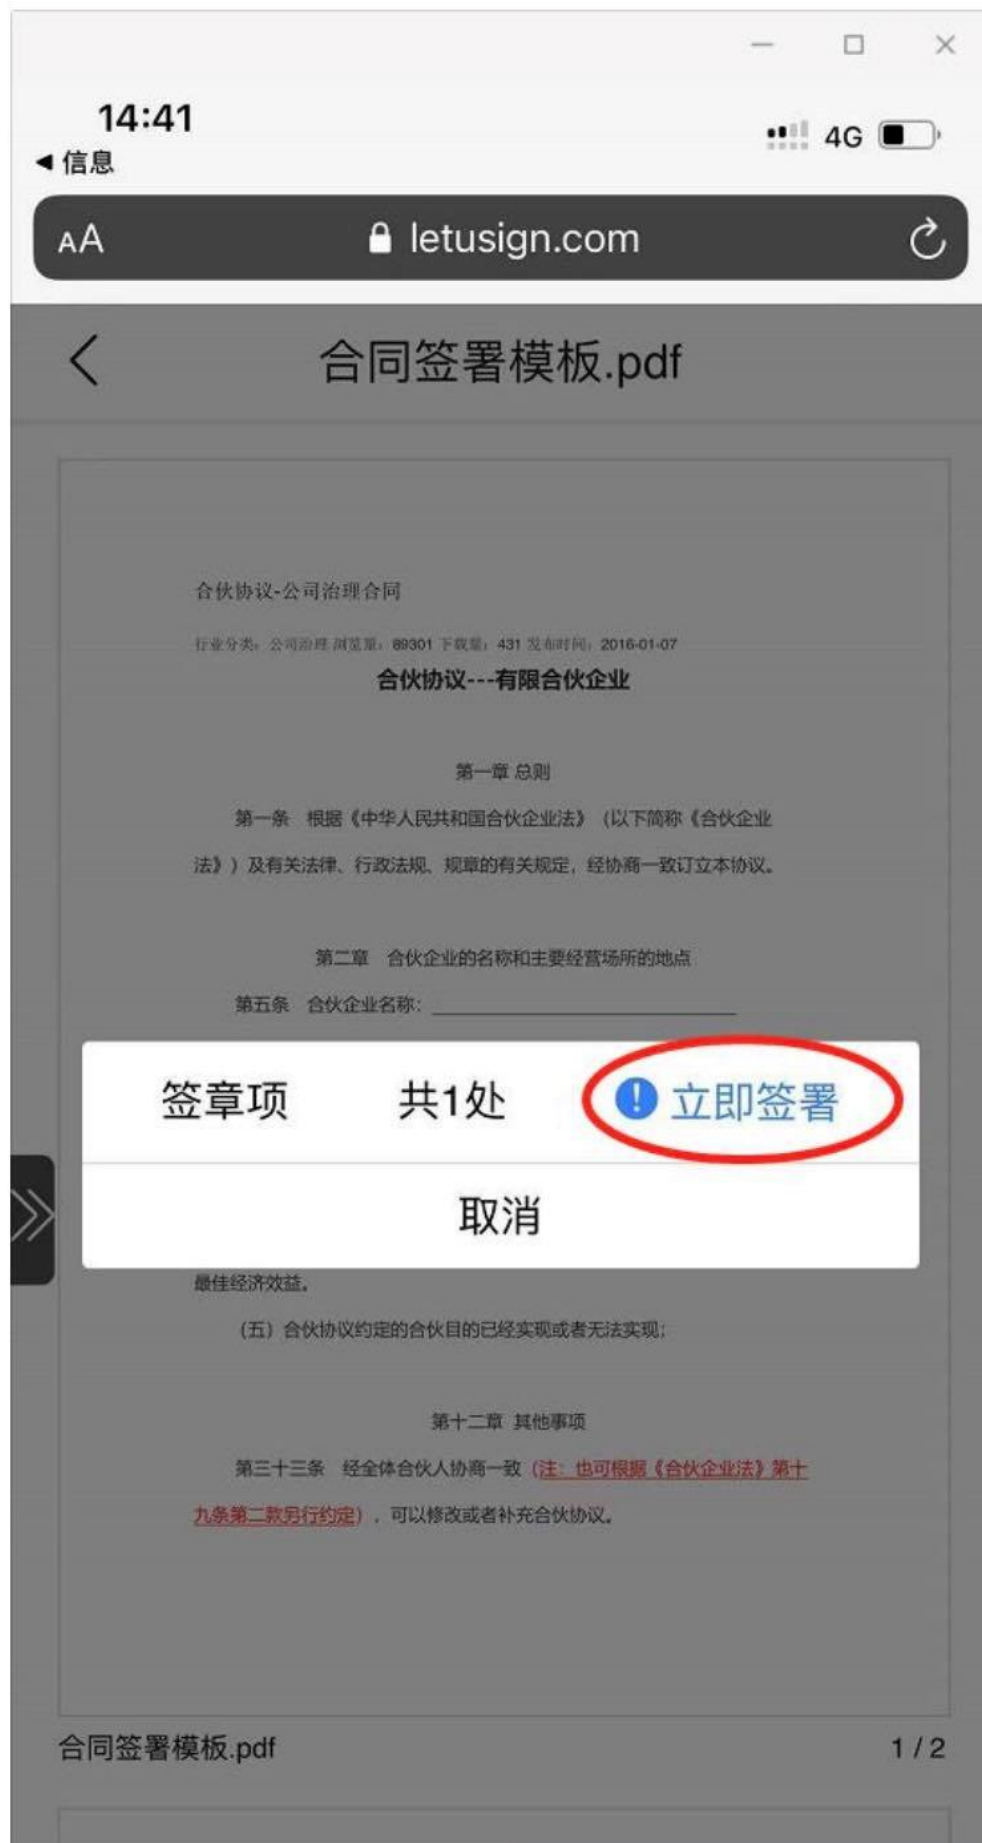 14:41
4G
信息
AA letusign.com
合同签署模板.pdf
合伙协议-公司治理合同
行业分类：公司治理 浏览量：89301 下载量：431 发布时间：2016-01-07
合伙协议---有限合伙企业
第一章 总则
第一条 根据《中华人民共和国合伙企业法》（以下简称《合伙企业
法》）及有关法律、行政法规、规章的有关规定，经协商一致订立本协议。
第二章 合伙企业的名称和主要经营场所的地点
第五条 合伙企业名称：
签章项 共1处 立即签署
取消
最佳经济效益。
（五）合伙协议约定的合伙目的已经实现或者无法实现；
第十二章 其他事项
第三十三条 经全体合伙人协商一致（注：也可根据《合伙企业法》第十
九条第二款另行约定），可以修改或者补充合伙协议。
合同签署模板.pdf 1 / 2